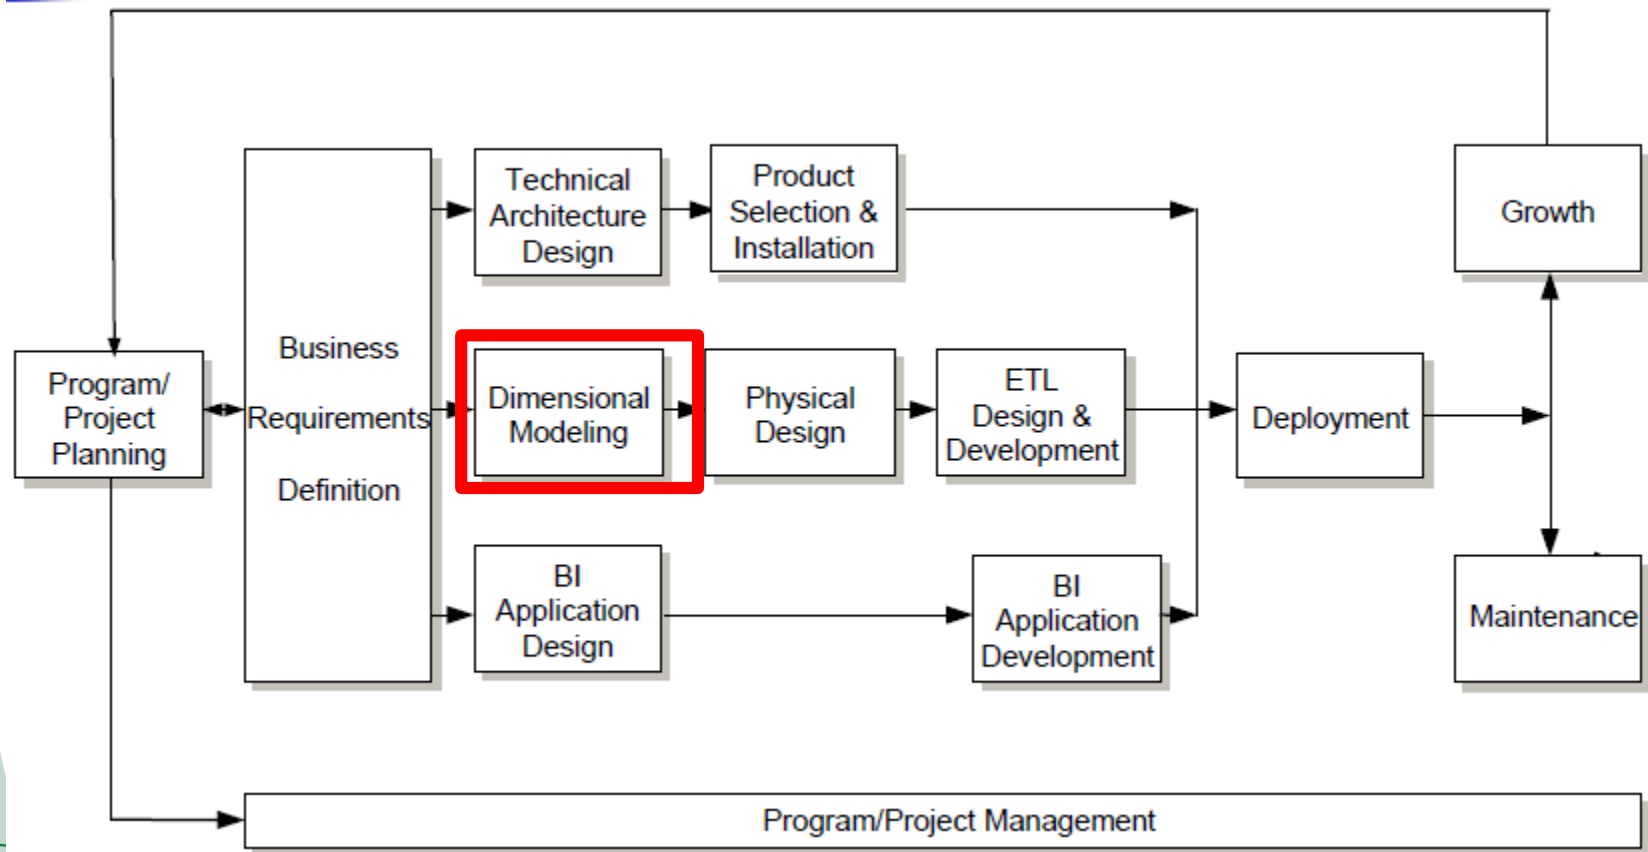 Technical
Architecture
Design
Product
Selection &
Installation
Growth
Program/
Project
Planning
Business
Requirements
Definition
Dimensional
Modeling
Physical
Design
ETL
Design &
Development
Deployment
BI
Application
Design
BI
Application
Development
Maintenance
Program/Project Management